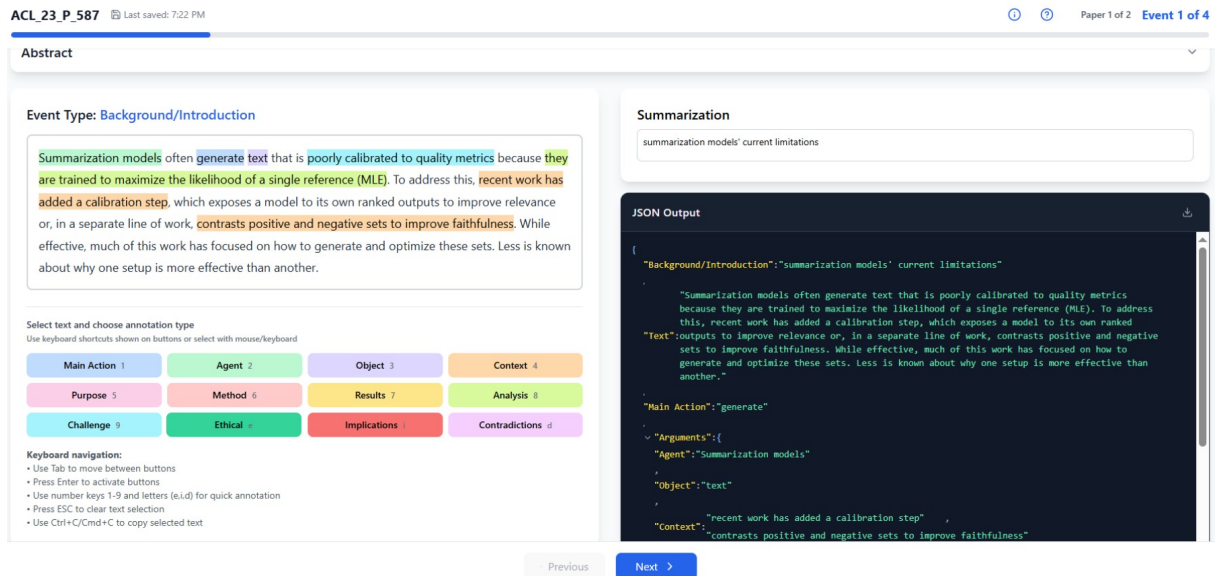 ACL_23_P_587 Last saved: 7:22 PM Paper 1 of 2 Event 1 of 4
Abstract
Event Type: Background/Introduction
Summarization models often generate text that is poorly calibrated to quality metrics because they
are trained to maximize the likelihood of a single reference (MLE). To address this, recent work has
added a calibration step, which exposes a model to its own ranked outputs to improve relevance
or, in a separate line of work, contrasts positive and negative sets to improve faithfulness. While
effective, much of this work has focused on how to generate and optimize these sets. Less is known
about why one setup is more effective than another.
Select text and choose annotation type
Use keyboard shortcuts shown on buttons or select with mouse/keyboard
Main Action 1 Agent 2 Object 3 Context 4
Purpose 5 Method 6 Results 7 Analysis 8
Challenge 9 Ethical e Implications i Contradictions d
Keyboard navigation:
• Use Tab to move between buttons
• Press Enter to activate buttons
• Use number keys 1-9 and letters (e,i,d) for quick annotation
• Press ESC to clear text selection
• Use Ctrl+C/Cmd+C to copy selected text
Summarization
summarization models' current limitations
JSON Output
{
"Background/Introduction":"summarization models' current limitations"
,
"Summarization models often generate text that is poorly calibrated to quality metrics
because they are trained to maximize the likelihood of a single reference (MLE). To address
this, recent work has added a calibration step, which exposes a model to its own ranked
"Text":outputs to improve relevance or, in a separate line of work, contrasts positive and negative
sets to improve faithfulness. While effective, much of this work has focused on how to
generate and optimize these sets. Less is known about why one setup is more effective than
another."
,
"Main Action":"generate"
,
"Arguments":{
"Agent":"Summarization models"
,
"Object":"text"
,
"recent work has added a calibration step" ,
"Context":
"contrasts positive and negative sets to improve faithfulness"
Previous Next